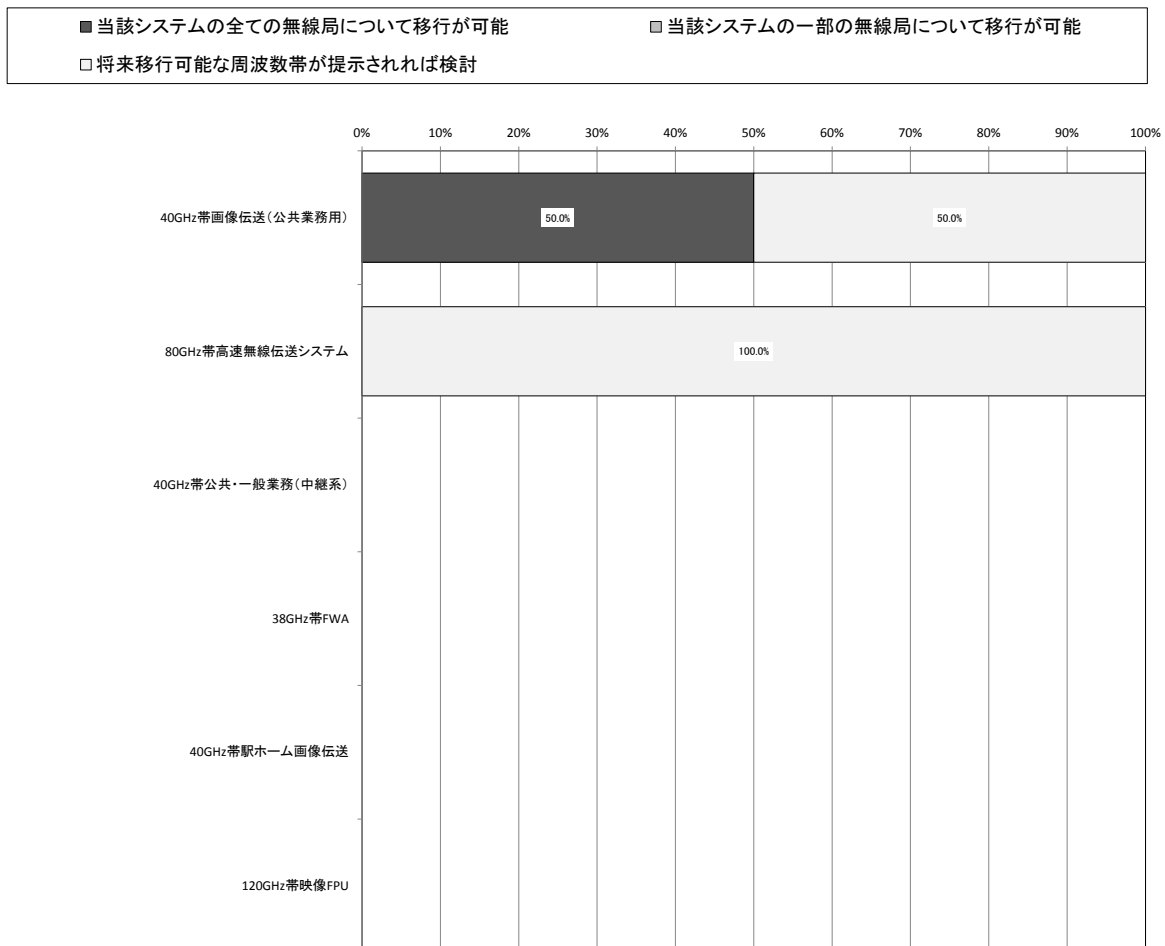 ■当該システムの全ての無線局について移行が可能 ■当該システムの一部の無線局について移行が可能
□将来移行可能な周波数帯が提示されれば検討
0% 10% 20% 30% 40% 50% 60% 70% 80% 90% 100%
40GHz帯画像伝送(公共業務用)
50.0% 50.0%
80GHz帯高速無線伝送システム
100.0%
40GHz帯公共・一般業務(中継系)
38GHz帯FWA
40GHz帯駅ホーム画像伝送
120GHz帯映像FPU